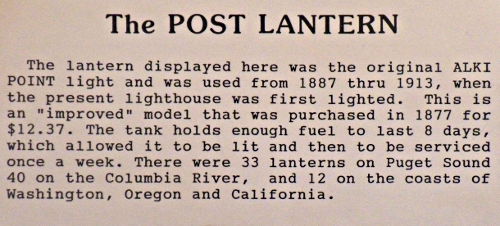 The POST LANTERN
The lantern displayed here was the original ALKI
POINT light and was used from 1887 thru 1913, when
the present lighthouse was first lighted. This is
an "improved" model that was purchased in 1877 for
$12.37. The tank holds enough fuel to last 8 days,
which allowed it to be lit and then to be serviced
once a week. There were 33 lanterns on Puget Sound
40 on the Columbia River, and 12 on the coasts of
Washington, Oregon and California.